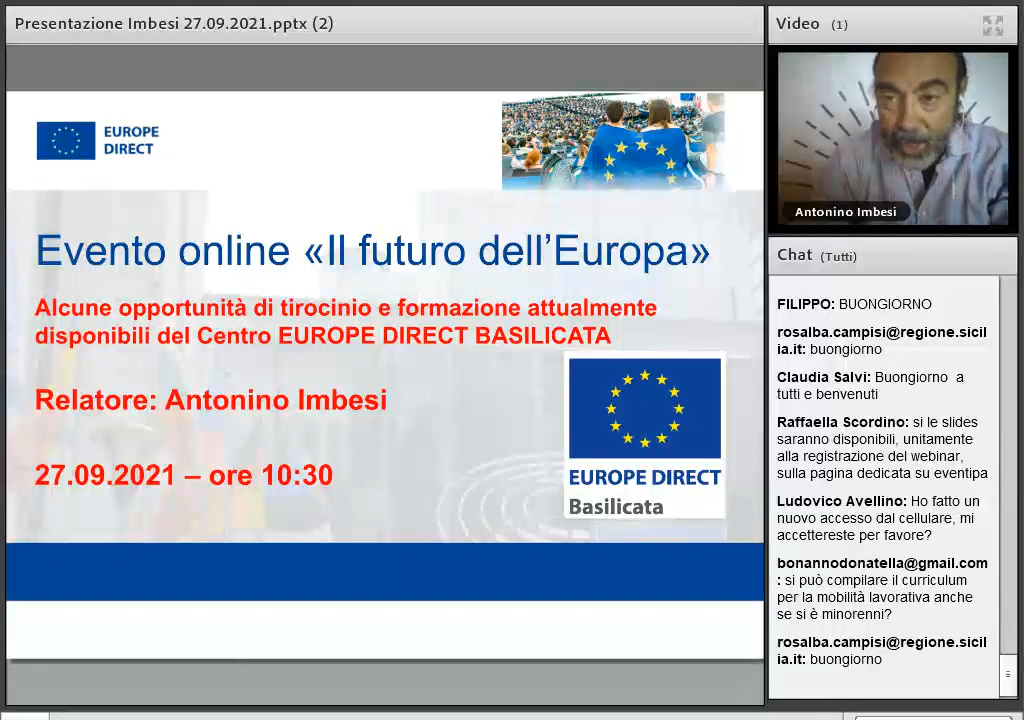 Presentazione Imbesi 27.09.2021.pptx (2)
EUROPE
DIRECT
Evento online «Il futuro dell’Europa»
Alcune opportunità di tirocinio e formazione attualmente
disponibili del Centro EUROPE DIRECT BASILICATA
Relatore: Antonino Imbesi
27.09.2021 – ore 10:30
EUROPE DIRECT
Basilicata
Video (1)
Antonino Imbesi
Chat (Tutti)
FILIPPO: BUONGIORNO
rosalba.campisi@regione.sicil
ia.it: buongiorno
Claudia Salvi: Buongiorno a
tutti e benvenuti
Raffaella Scordino: si le slides
saranno disponibili, unitamente
alla registrazione del webinar,
sulla pagina dedicata su eventipa
Ludovico Avellino: Ho fatto un
nuovo accesso dal cellulare, mi
accettereste per favore?
bonannodonatella@gmail.com
: si può compilare il curriculum
per la mobilità lavorativa anche
se si è minorenni?
rosalba.campisi@regione.sicil
ia.it: buongiorno